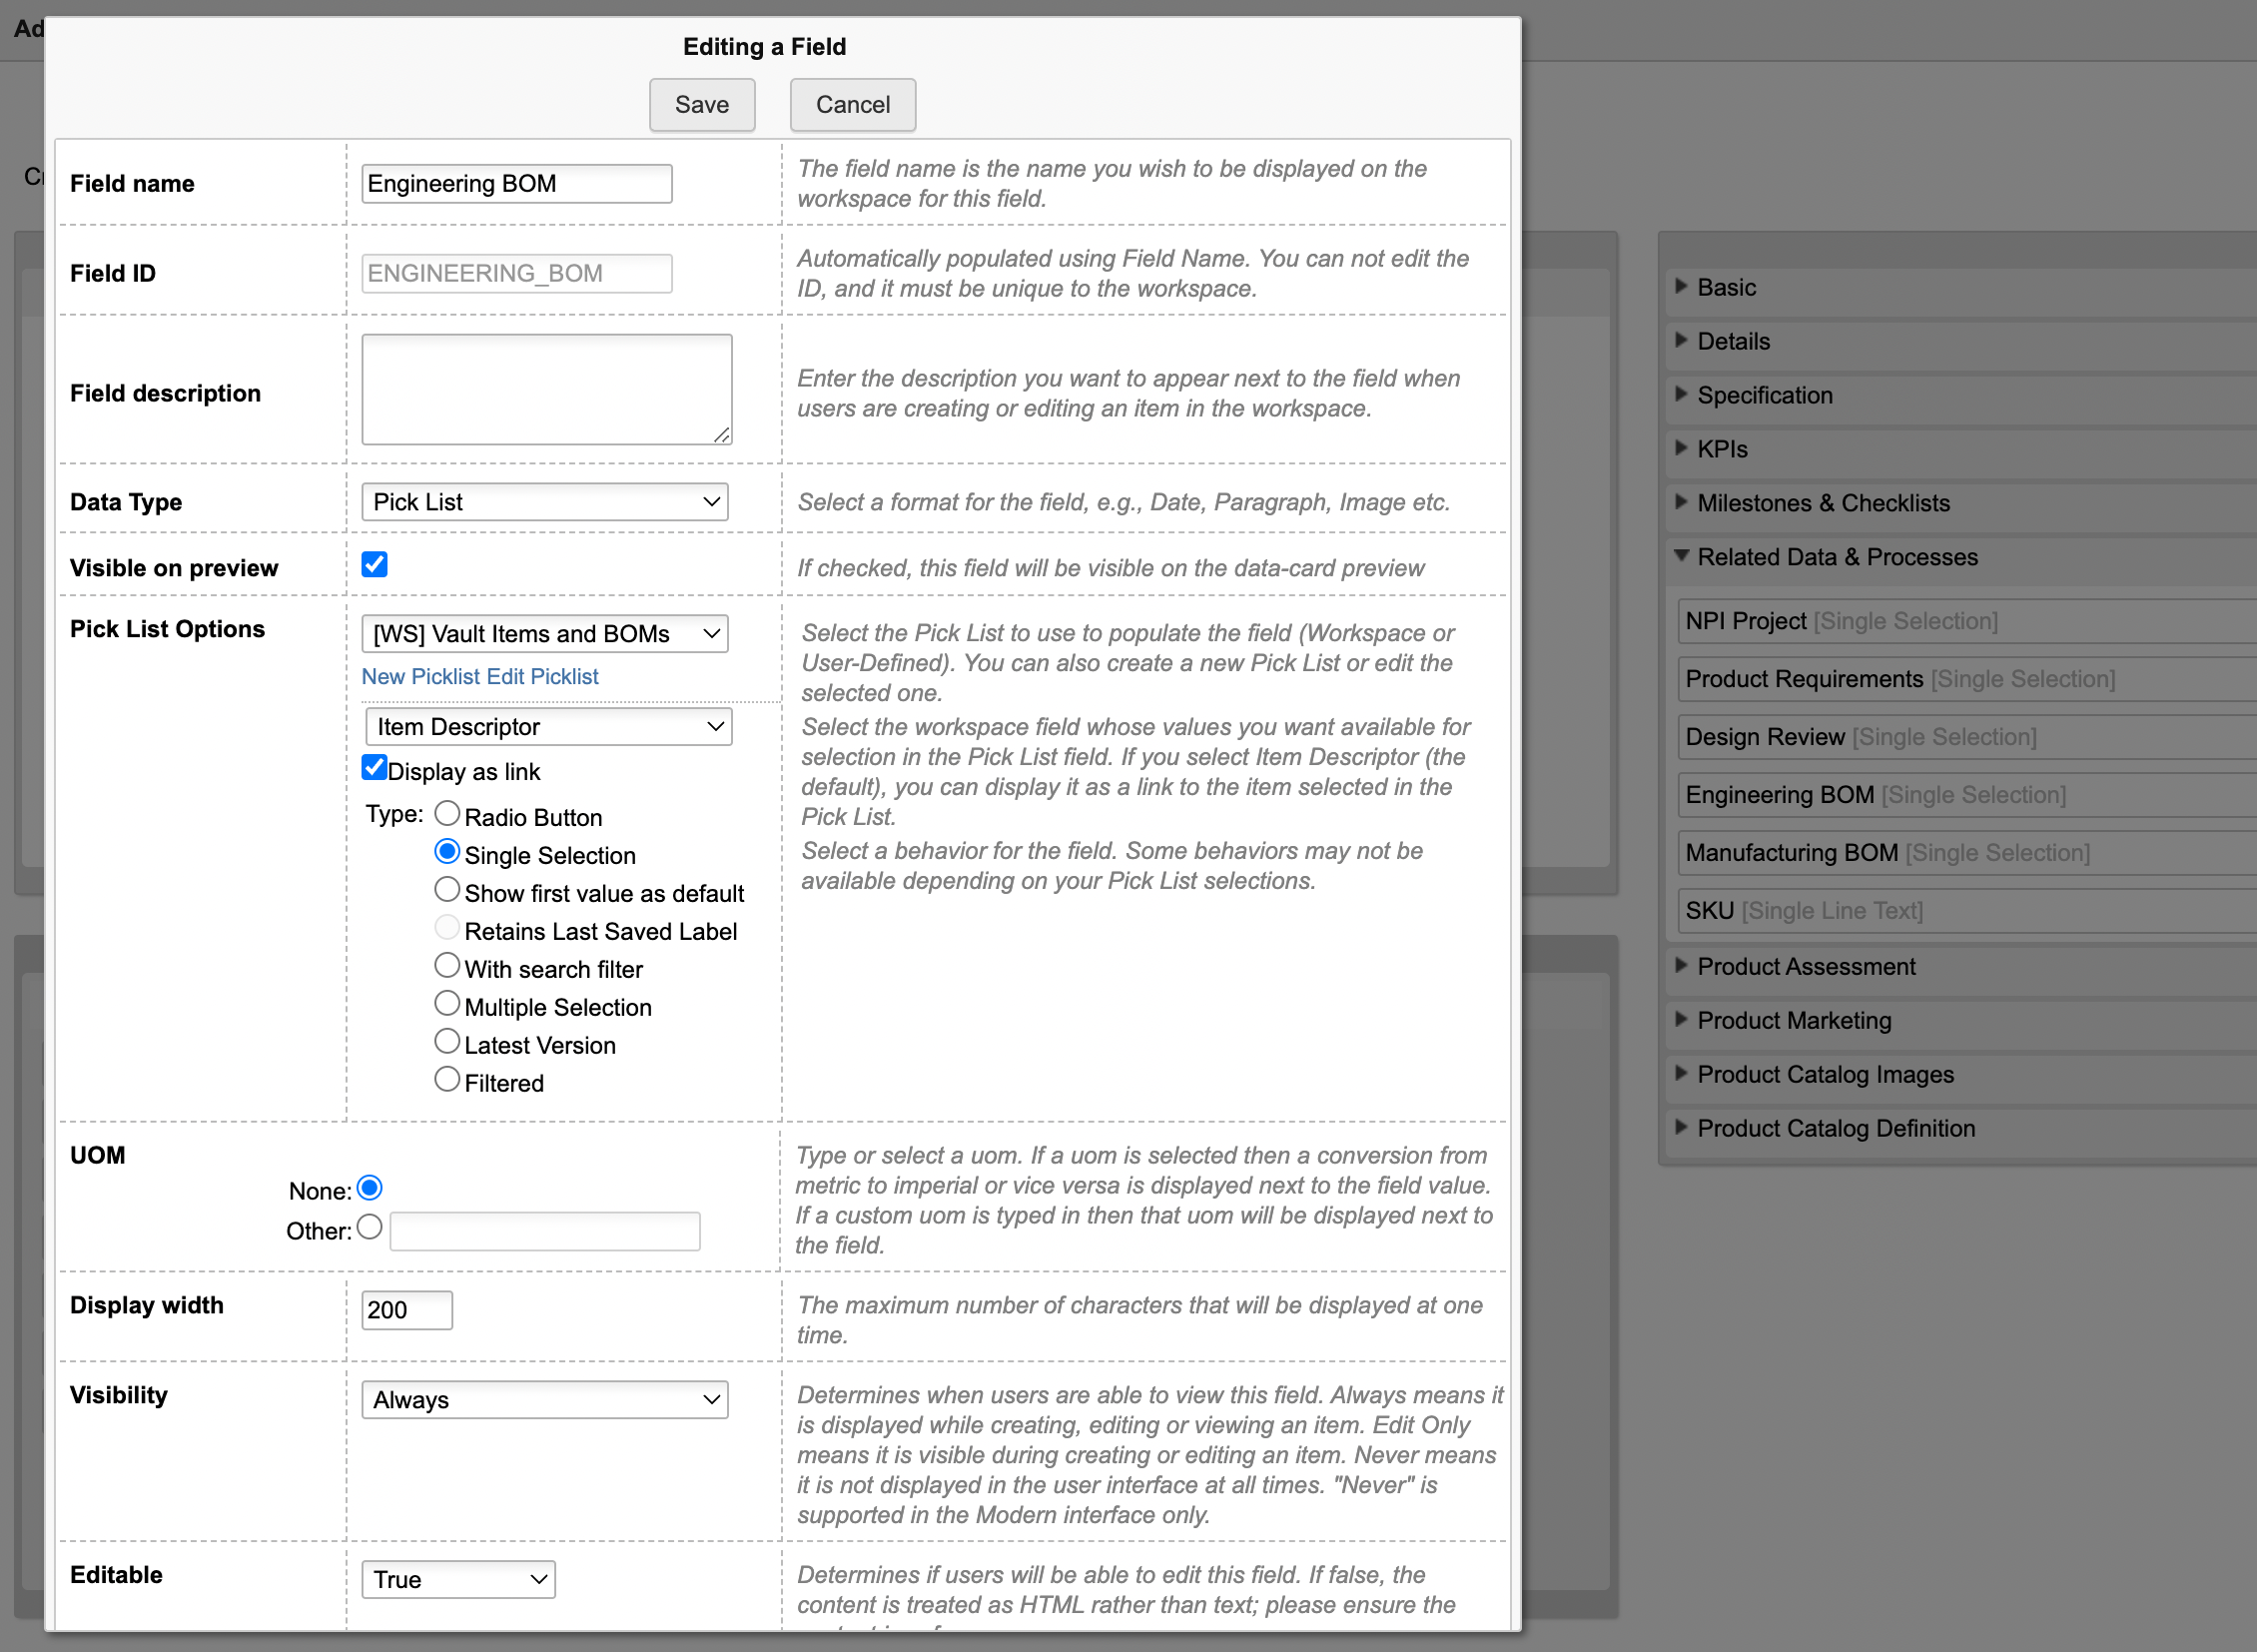 Ad
Editing a Field
Save Cancel
Cr
Field name
Engineering BOM
The field name is the name you wish to be displayed on the
workspace for this field.
Field ID
ENGINEERING_BOM
Automatically populated using Field Name. You can not edit the
ID, and it must be unique to the workspace.
Field description
Enter the description you want to appear next to the field when
users are creating or editing an item in the workspace.
Data Type
Pick List
Select a format for the field, e.g., Date, Paragraph, Image etc.
Visible on preview
If checked, this field will be visible on the data-card preview
Pick List Options
[WS] Vault Items and BOMs
New Picklist Edit Picklist
Select the Pick List to use to populate the field (Workspace or
User-Defined). You can also create a new Pick List or edit the
selected one.
Item Descriptor
Display as link
Select the workspace field whose values you want available for
selection in the Pick List field. If you select Item Descriptor (the
default), you can display it as a link to the item selected in the
Pick List.
Type:
Radio Button
Single Selection
Show first value as default
Retains Last Saved Label
With search filter
Multiple Selection
Latest Version
Filtered
Select a behavior for the field. Some behaviors may not be
available depending on your Pick List selections.
UOM
None:
Other:
Type or select a uom. If a uom is selected then a conversion from
metric to imperial or vice versa is displayed next to the field value.
If a custom uom is typed in then that uom will be displayed next to
the field.
Display width
200
The maximum number of characters that will be displayed at one
time.
Visibility
Always
Determines when users are able to view this field. Always means it
is displayed while creating, editing or viewing an item. Edit Only
means it is visible during creating or editing an item. Never means
it is not displayed in the user interface at all times. "Never" is
supported in the Modern interface only.
Editable
True
Determines if users will be able to edit this field. If false, the
content is treated as HTML rather than text; please ensure the
Basic
Details
Specification
KPIs
Milestones & Checklists
Related Data & Processes
NPI Project [Single Selection]
Product Requirements [Single Selection]
Design Review [Single Selection]
Engineering BOM [Single Selection]
Manufacturing BOM [Single Selection]
SKU [Single Line Text]
Product Assessment
Product Marketing
Product Catalog Images
Product Catalog Definition